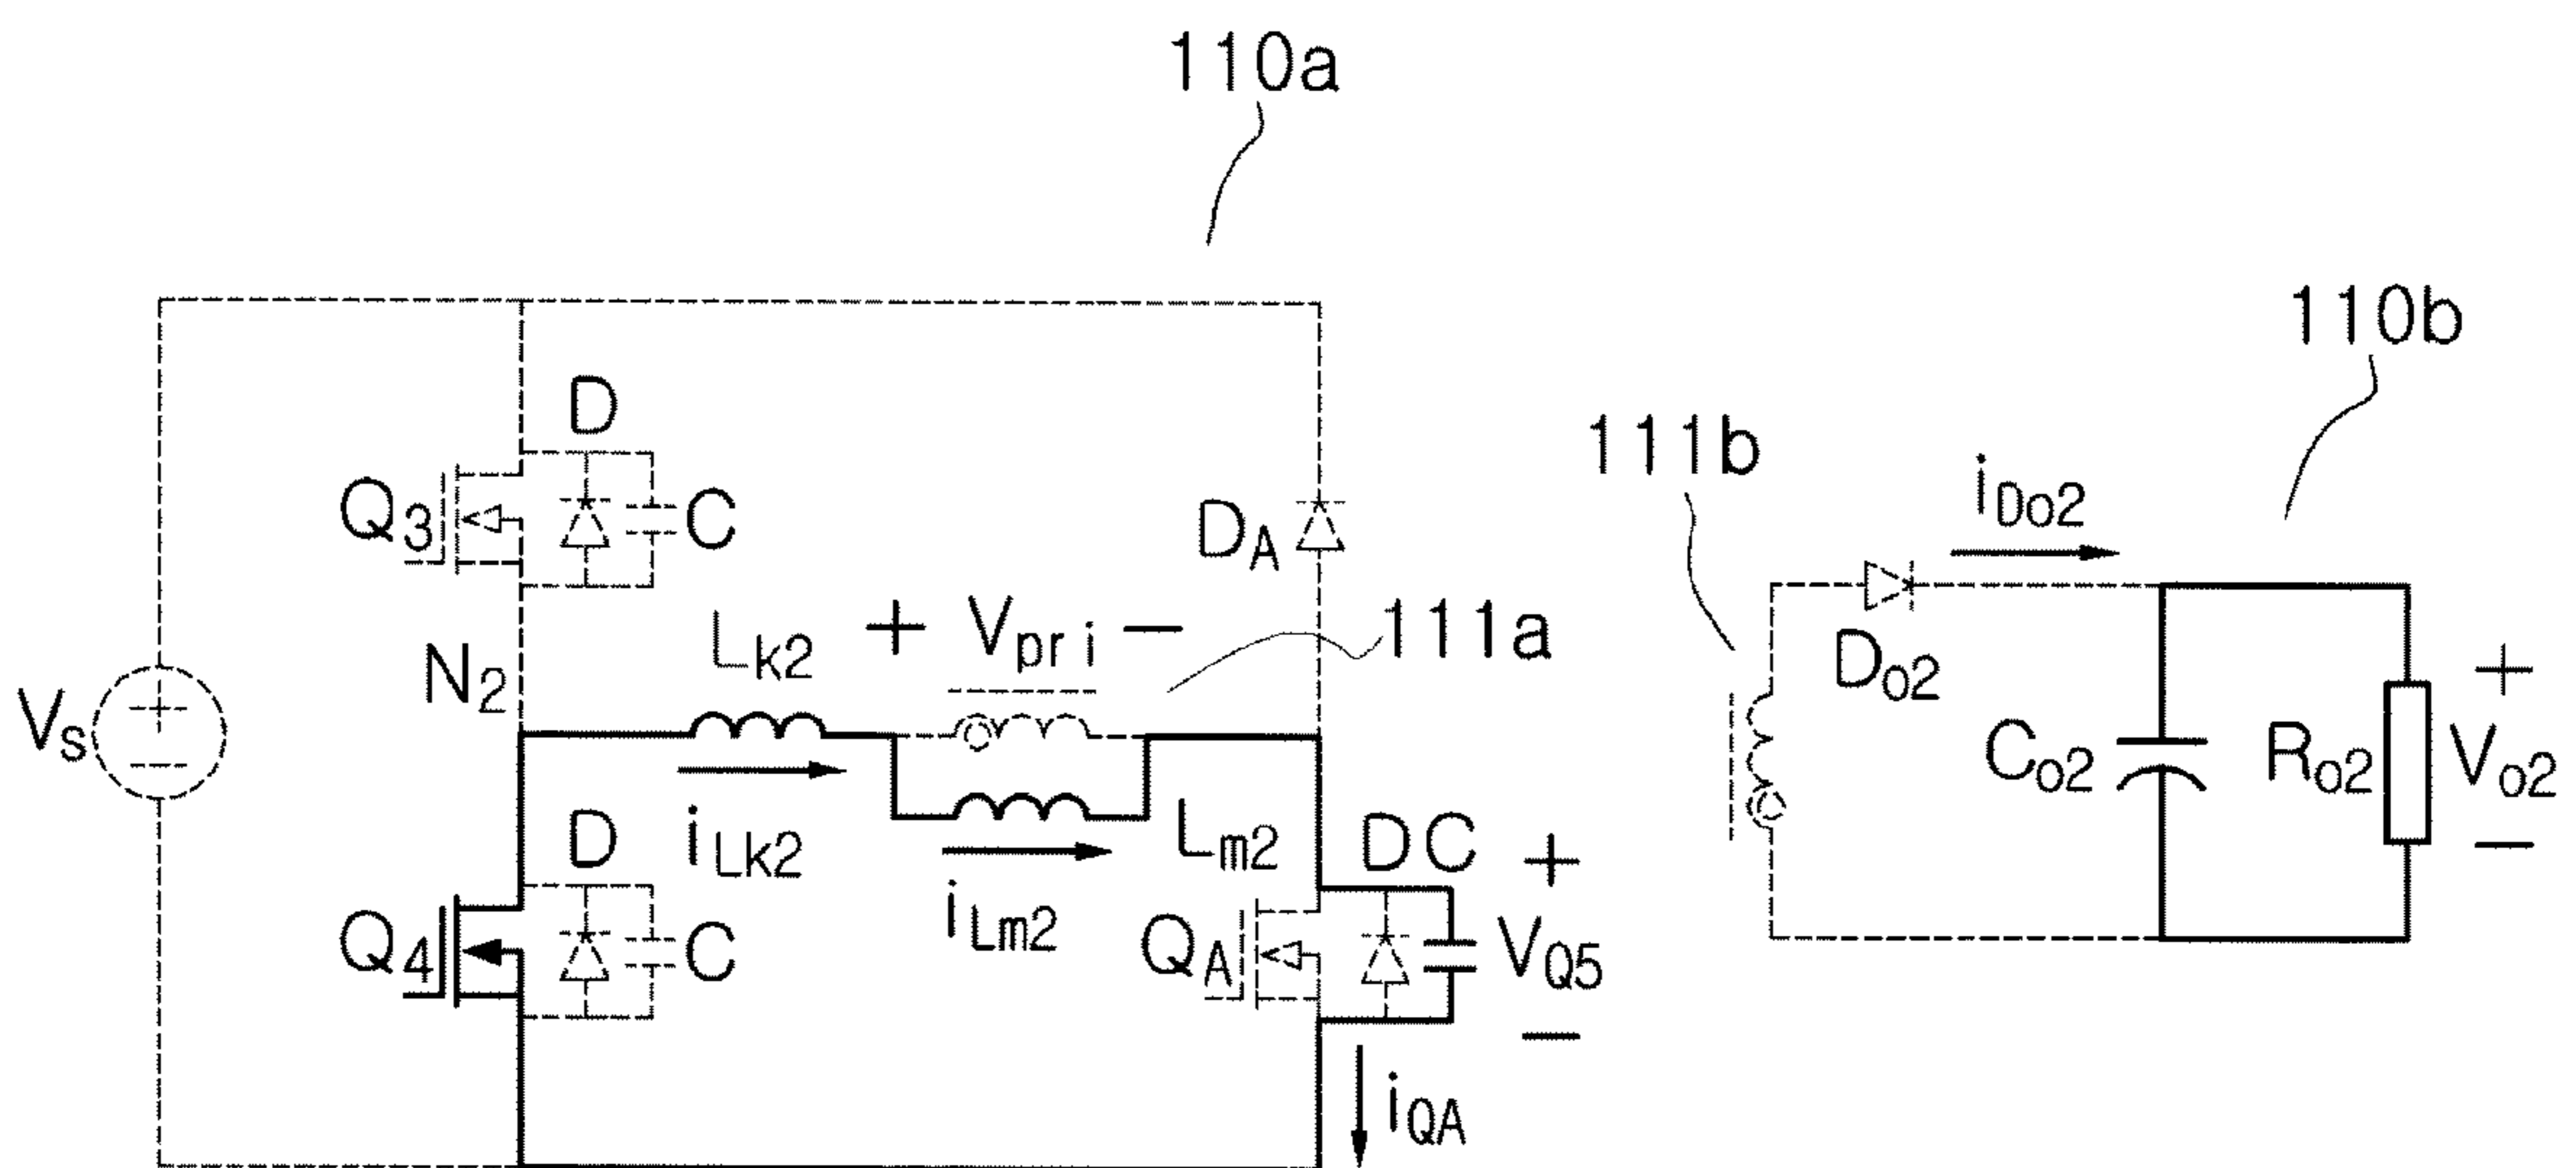 110a
110b
D
111b
iDo2
Q3
C
DA
Lk2
+ Vpri −
111a
Do2
N2
+
Vs
Co2
Ro2
Vo2
−
iLk2
Lm2
D
D C
+
iLm2
Q4
C
QA
VQ5
−
iQA